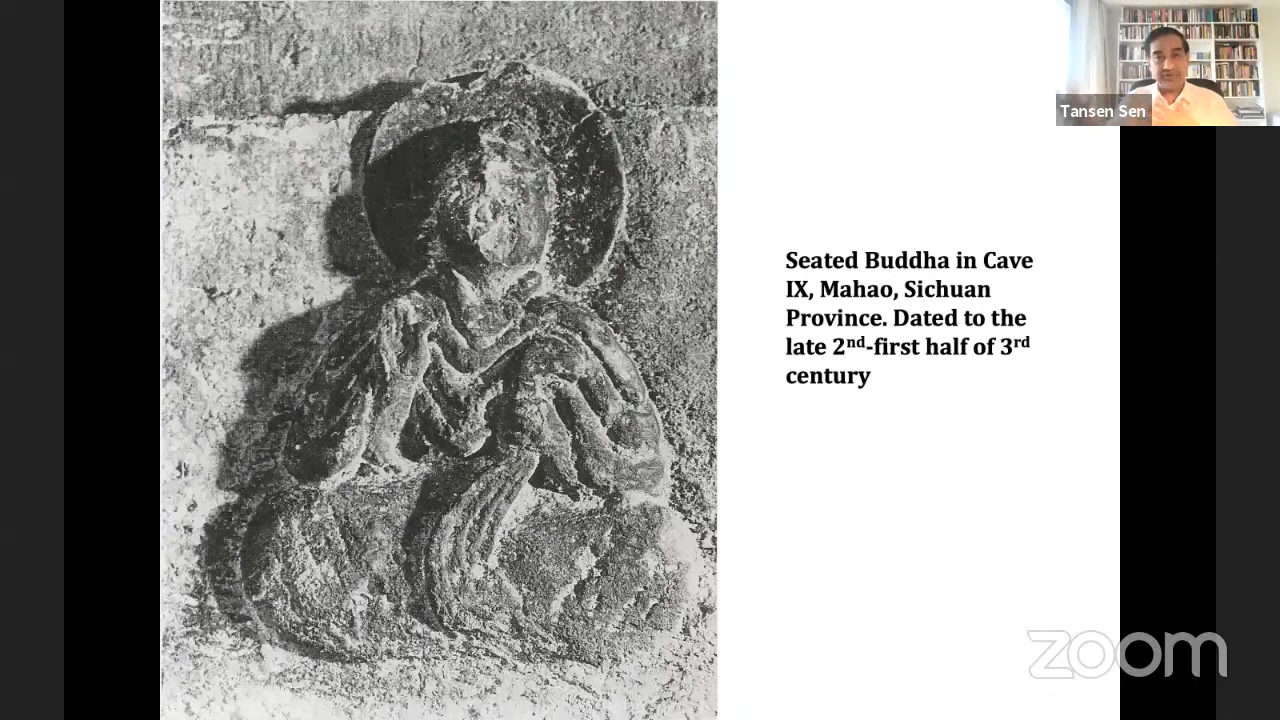 Tansen Sen
Seated Buddha in Cave
IX, Mahao, Sichuan
Province. Dated to the
late 2nd-first half of 3rd
century
zoom